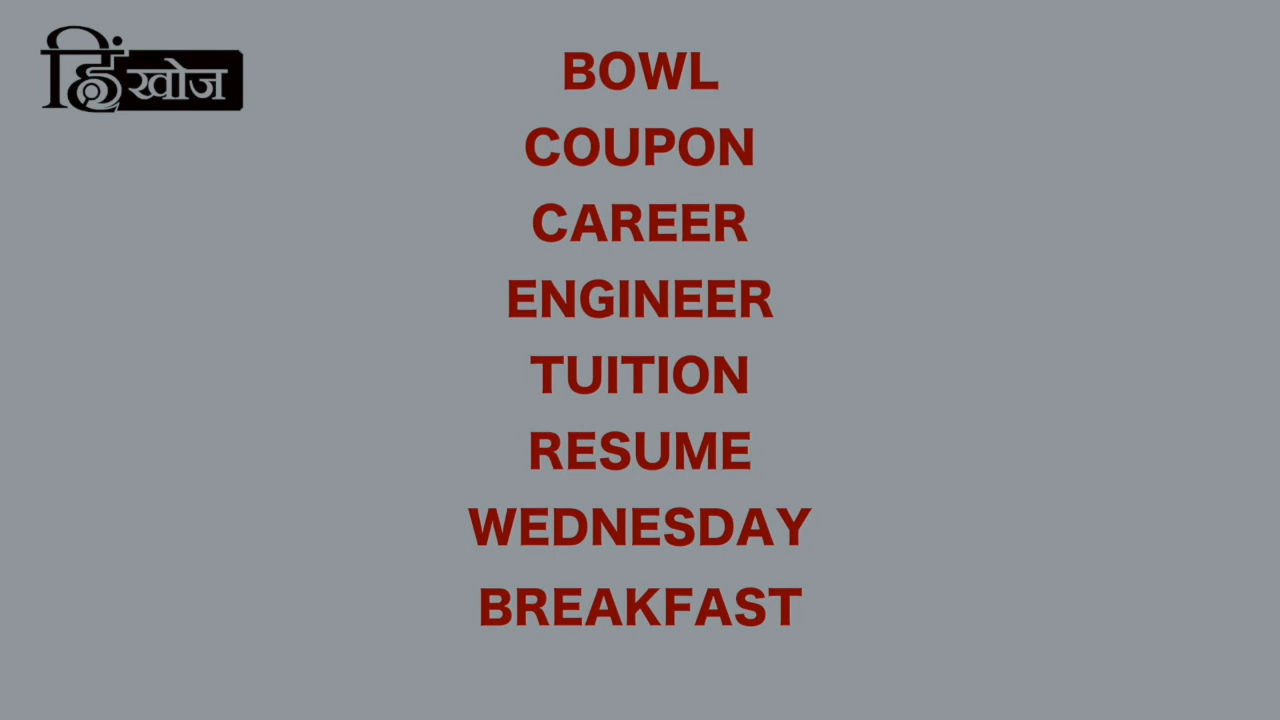 हिंखोज
BOWL
COUPON
CAREER
ENGINEER
TUITION
RESUME
WEDNESDAY
BREAKFAST